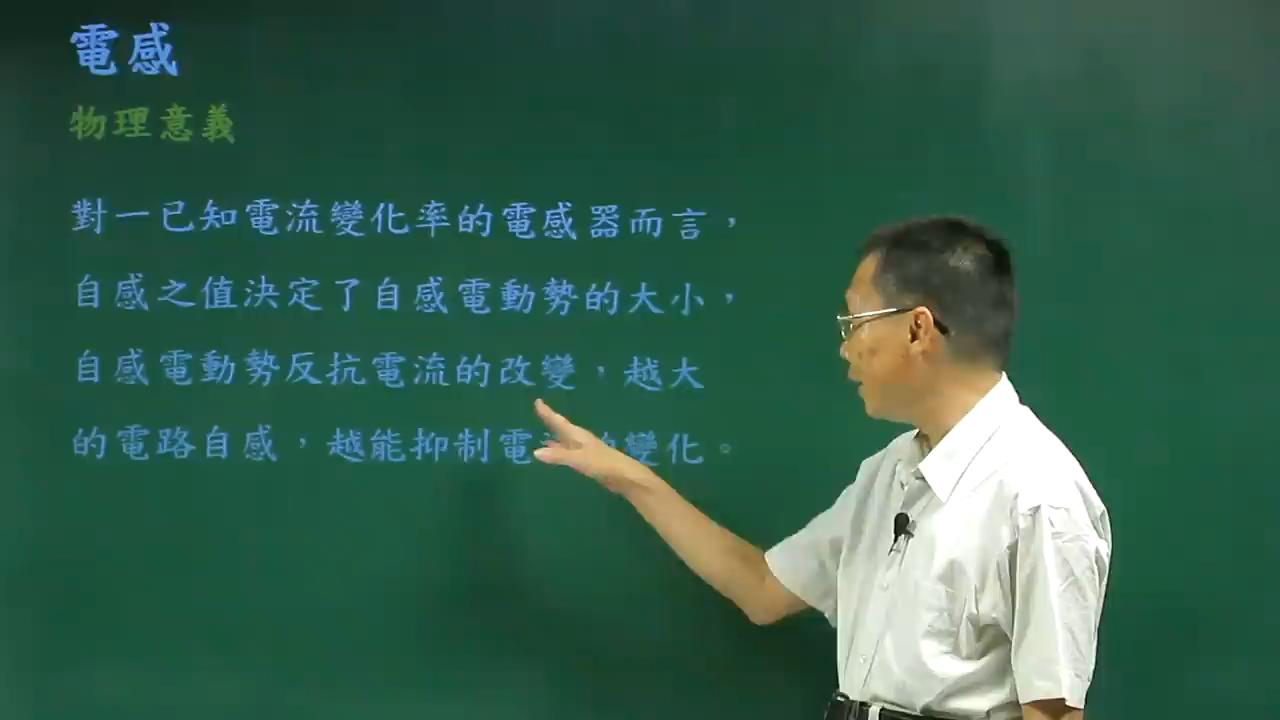 電感
物理意義
對一已知電流變化率的電感器而言，
自感之值決定了自感電動勢的大小，
自感電動勢反抗電流的改變，越大
的電路自感，越能抑制電 變化。